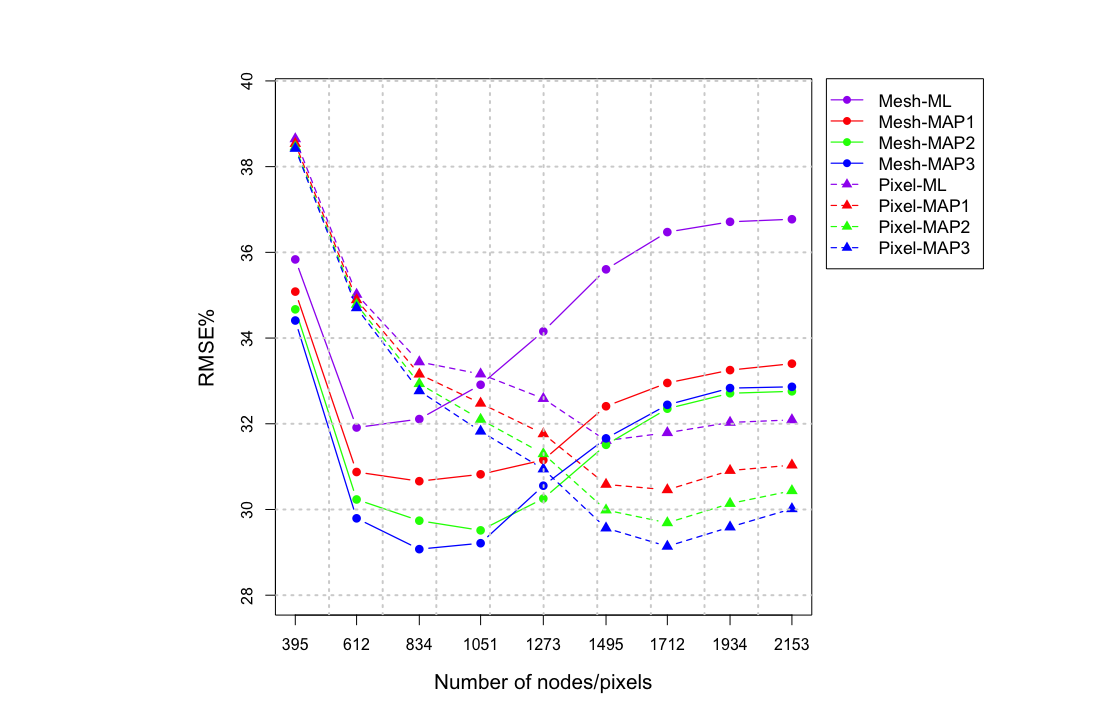 40
38
36
34
32
30
28
RMSE%
395 612 834 1051 1273 1495 1712 1934 2153
Number of nodes/pixels
Mesh-ML
Mesh-MAP1
Mesh-MAP2
Mesh-MAP3
Pixel-ML
Pixel-MAP1
Pixel-MAP2
Pixel-MAP3